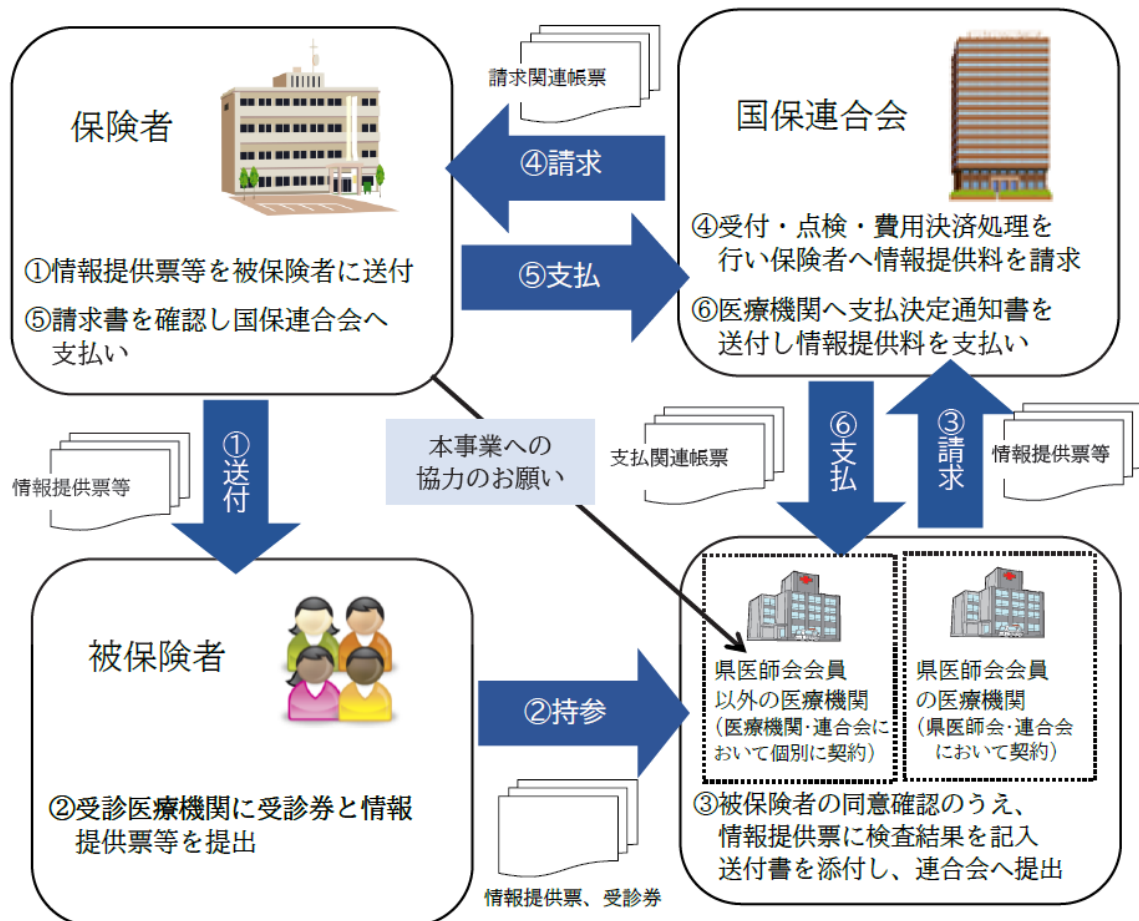 保険者
①情報提供票等を被保険者に送付
⑤請求書を確認し国保連合会へ
支払い
請求関連帳票
④請求
⑤支払
国保連合会
④受付・点検・費用決済処理を
行い保険者へ情報提供料を請求
⑥医療機関へ支払決定通知書を
送付し情報提供料を支払い
情報提供票等
①送付
本事業への
協力のお願い
支払関連帳票
⑥支払
③請求
情報提供票等
被保険者
②受診医療機関に受診券と情報
提供票等を提出
②持参
情報提供票、受診券
県医師会会員
以外の医療機関
(医療機関・連合会に
おいて個別に契約)
県医師会会員
の医療機関
(県医師会・連合会
において契約)
③被保険者の同意確認のうえ、
情報提供票に検査結果を記入
送付書を添付し、連合会へ提出